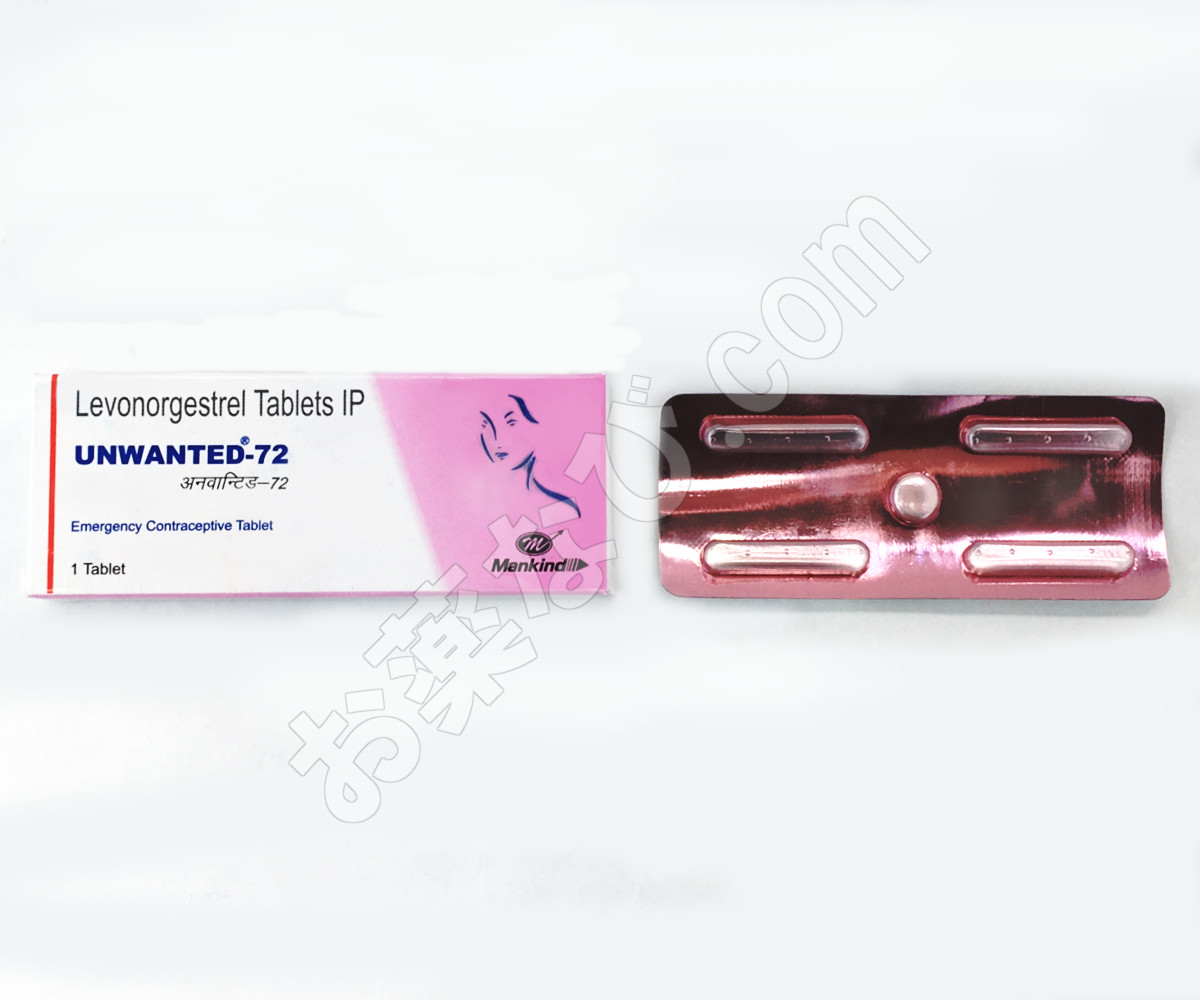 Levonorgestrel Tablets IP
UNWANTED®-72
अनवान्टिड–72
Emergency Contraceptive Tablet
1 Tablet
m
Mankind
お薬なび.com